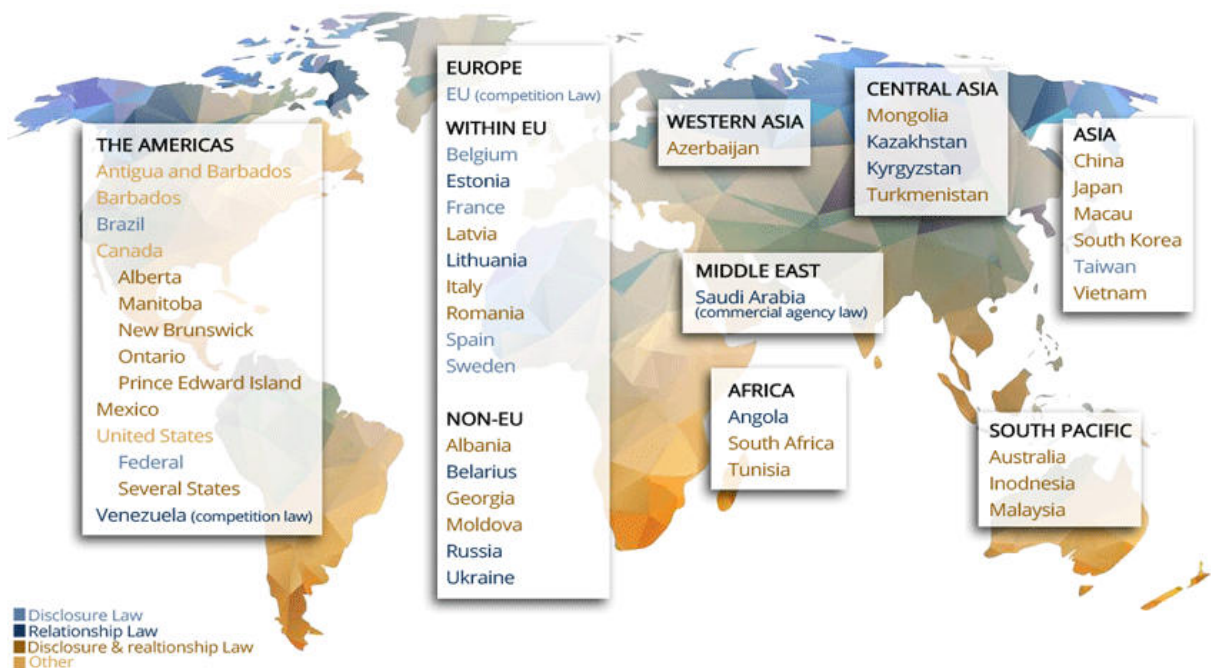 THE AMERICAS
Antigua and Barbados
Barbados
Brazil
Canada
Alberta
Manitoba
New Brunswick
Ontario
Prince Edward Island
Mexico
United States
Federal
Several States
Venezuela (competition law)
EUROPE
EU (competition Law)
WITHIN EU
Belgium
Estonia
France
Latvia
Lithuania
Italy
Romania
Spain
Sweden
NON-EU
Albania
Belarius
Georgia
Moldova
Russia
Ukraine
WESTERN ASIA
Azerbaijan
MIDDLE EAST
Saudi Arabia
(commercial agency law)
AFRICA
Angola
South Africa
Tunisia
CENTRAL ASIA
Mongolia
Kazakhstan
Kyrgyzstan
Turkmenistan
ASIA
China
Japan
Macau
South Korea
Taiwan
Vietnam
SOUTH PACIFIC
Australia
Inodnesia
Malaysia
Disclosure Law
Relationship Law
Disclosure & realtionship Law
Other